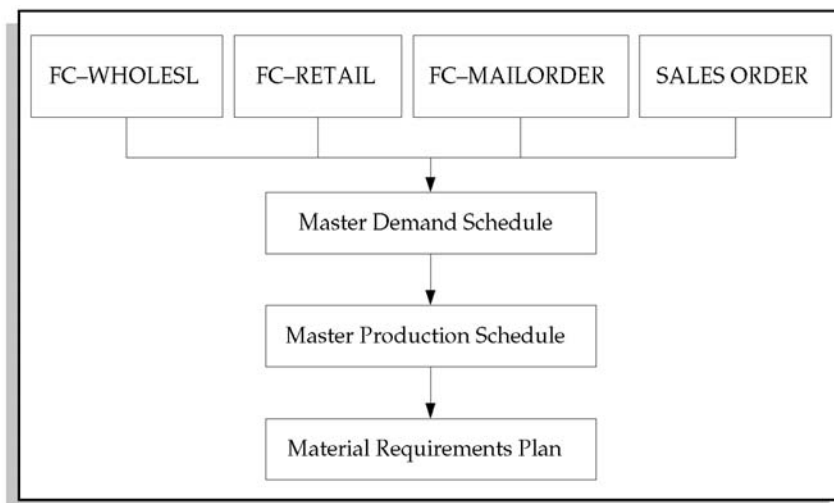 FC–WHOLESL
FC–RETAIL
FC–MAILORDER
SALES ORDER
Master Demand Schedule
Master Production Schedule
Material Requirements Plan